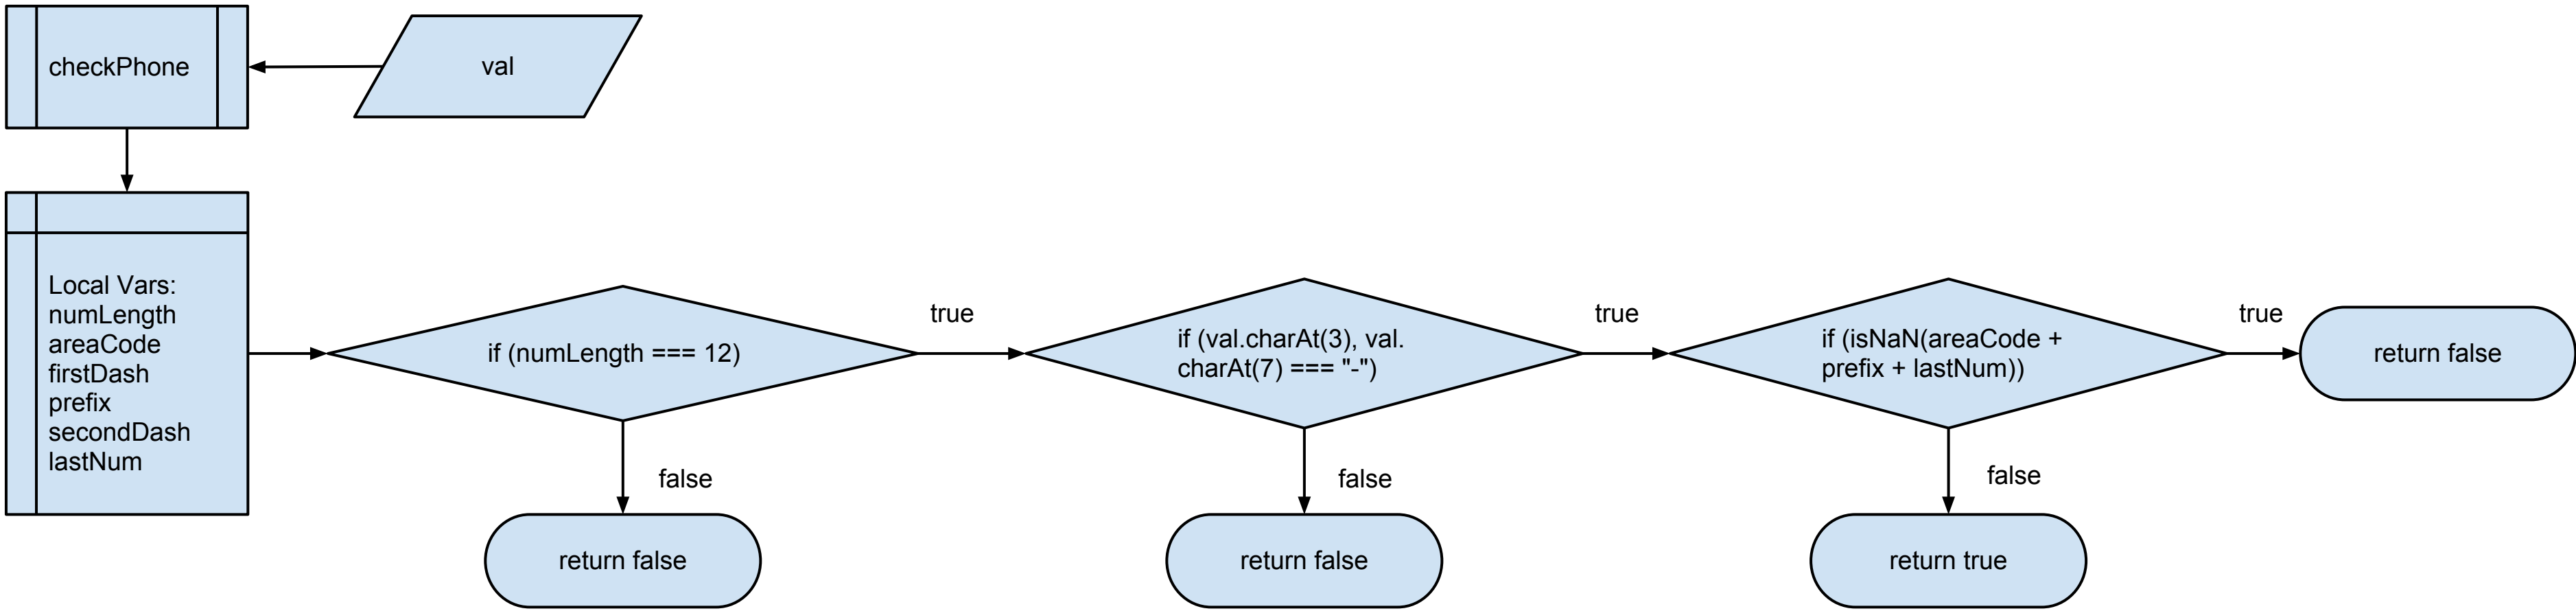 checkPhone
val
Local Vars:
numLength
areaCode
firstDash
prefix
secondDash
lastNum
if (numLength === 12)
true
false
return false
if (val.charAt(3), val.
charAt(7) === "-")
true
false
return false
if (isNaN(areaCode +
prefix + lastNum))
true
return false
false
return true